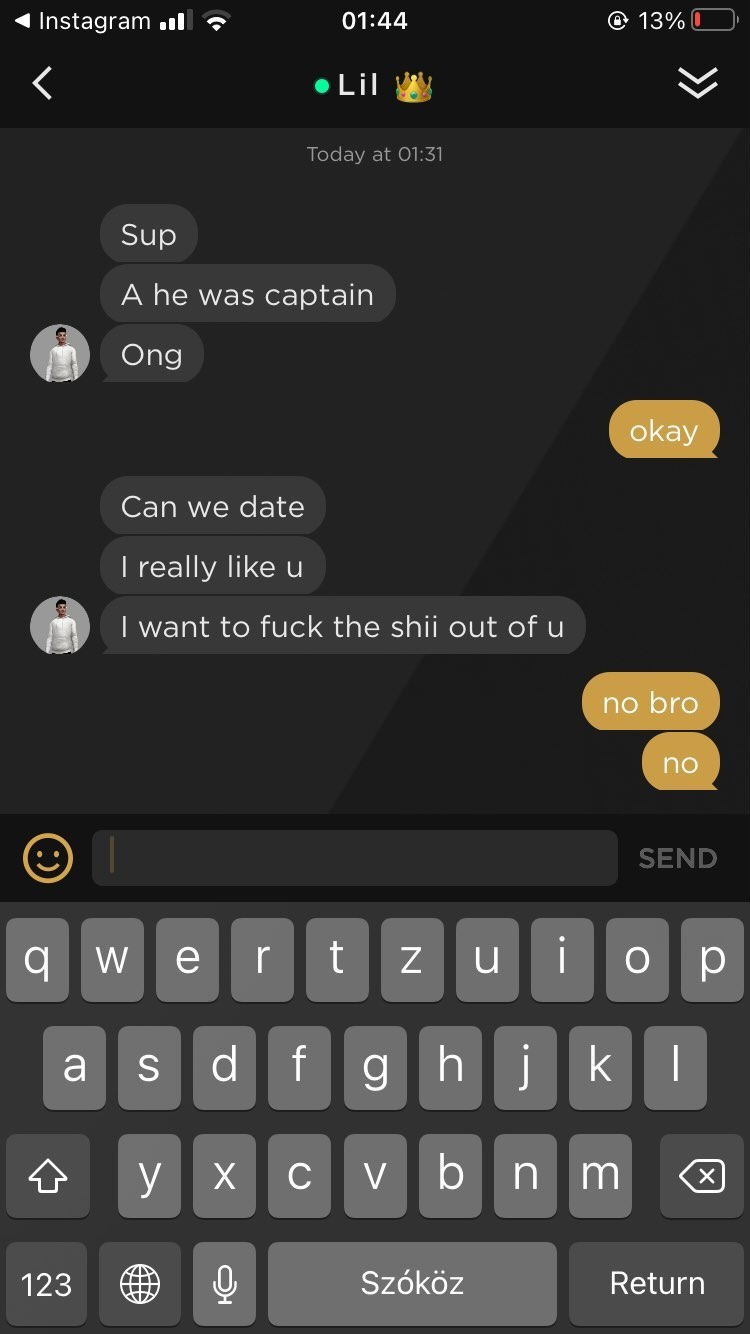 Instagram
01:44
13%
Lil 👑
Today at 01:31
Sup
A he was captain
Ong
okay
Can we date
I really like u
I want to fuck the shii out of u
no bro
no
SEND
q w e r t z u i o p
a s d f g h j k l
y x c v b n m
123
Szóköz
Return